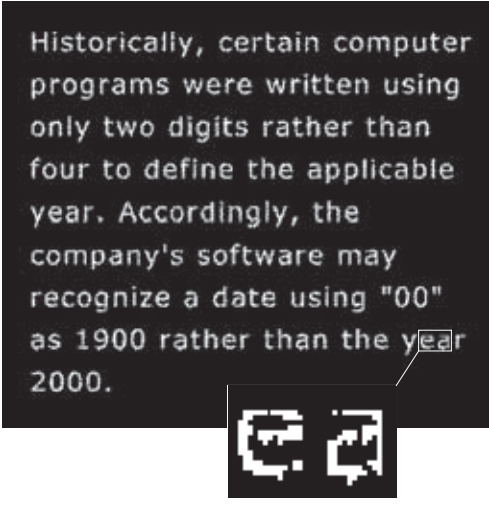 Historically, certain computer
programs were written using
only two digits rather than
four to define the applicable
year. Accordingly, the
company's software may
recognize a date using "00"
as 1900 rather than the year
2000.
ea